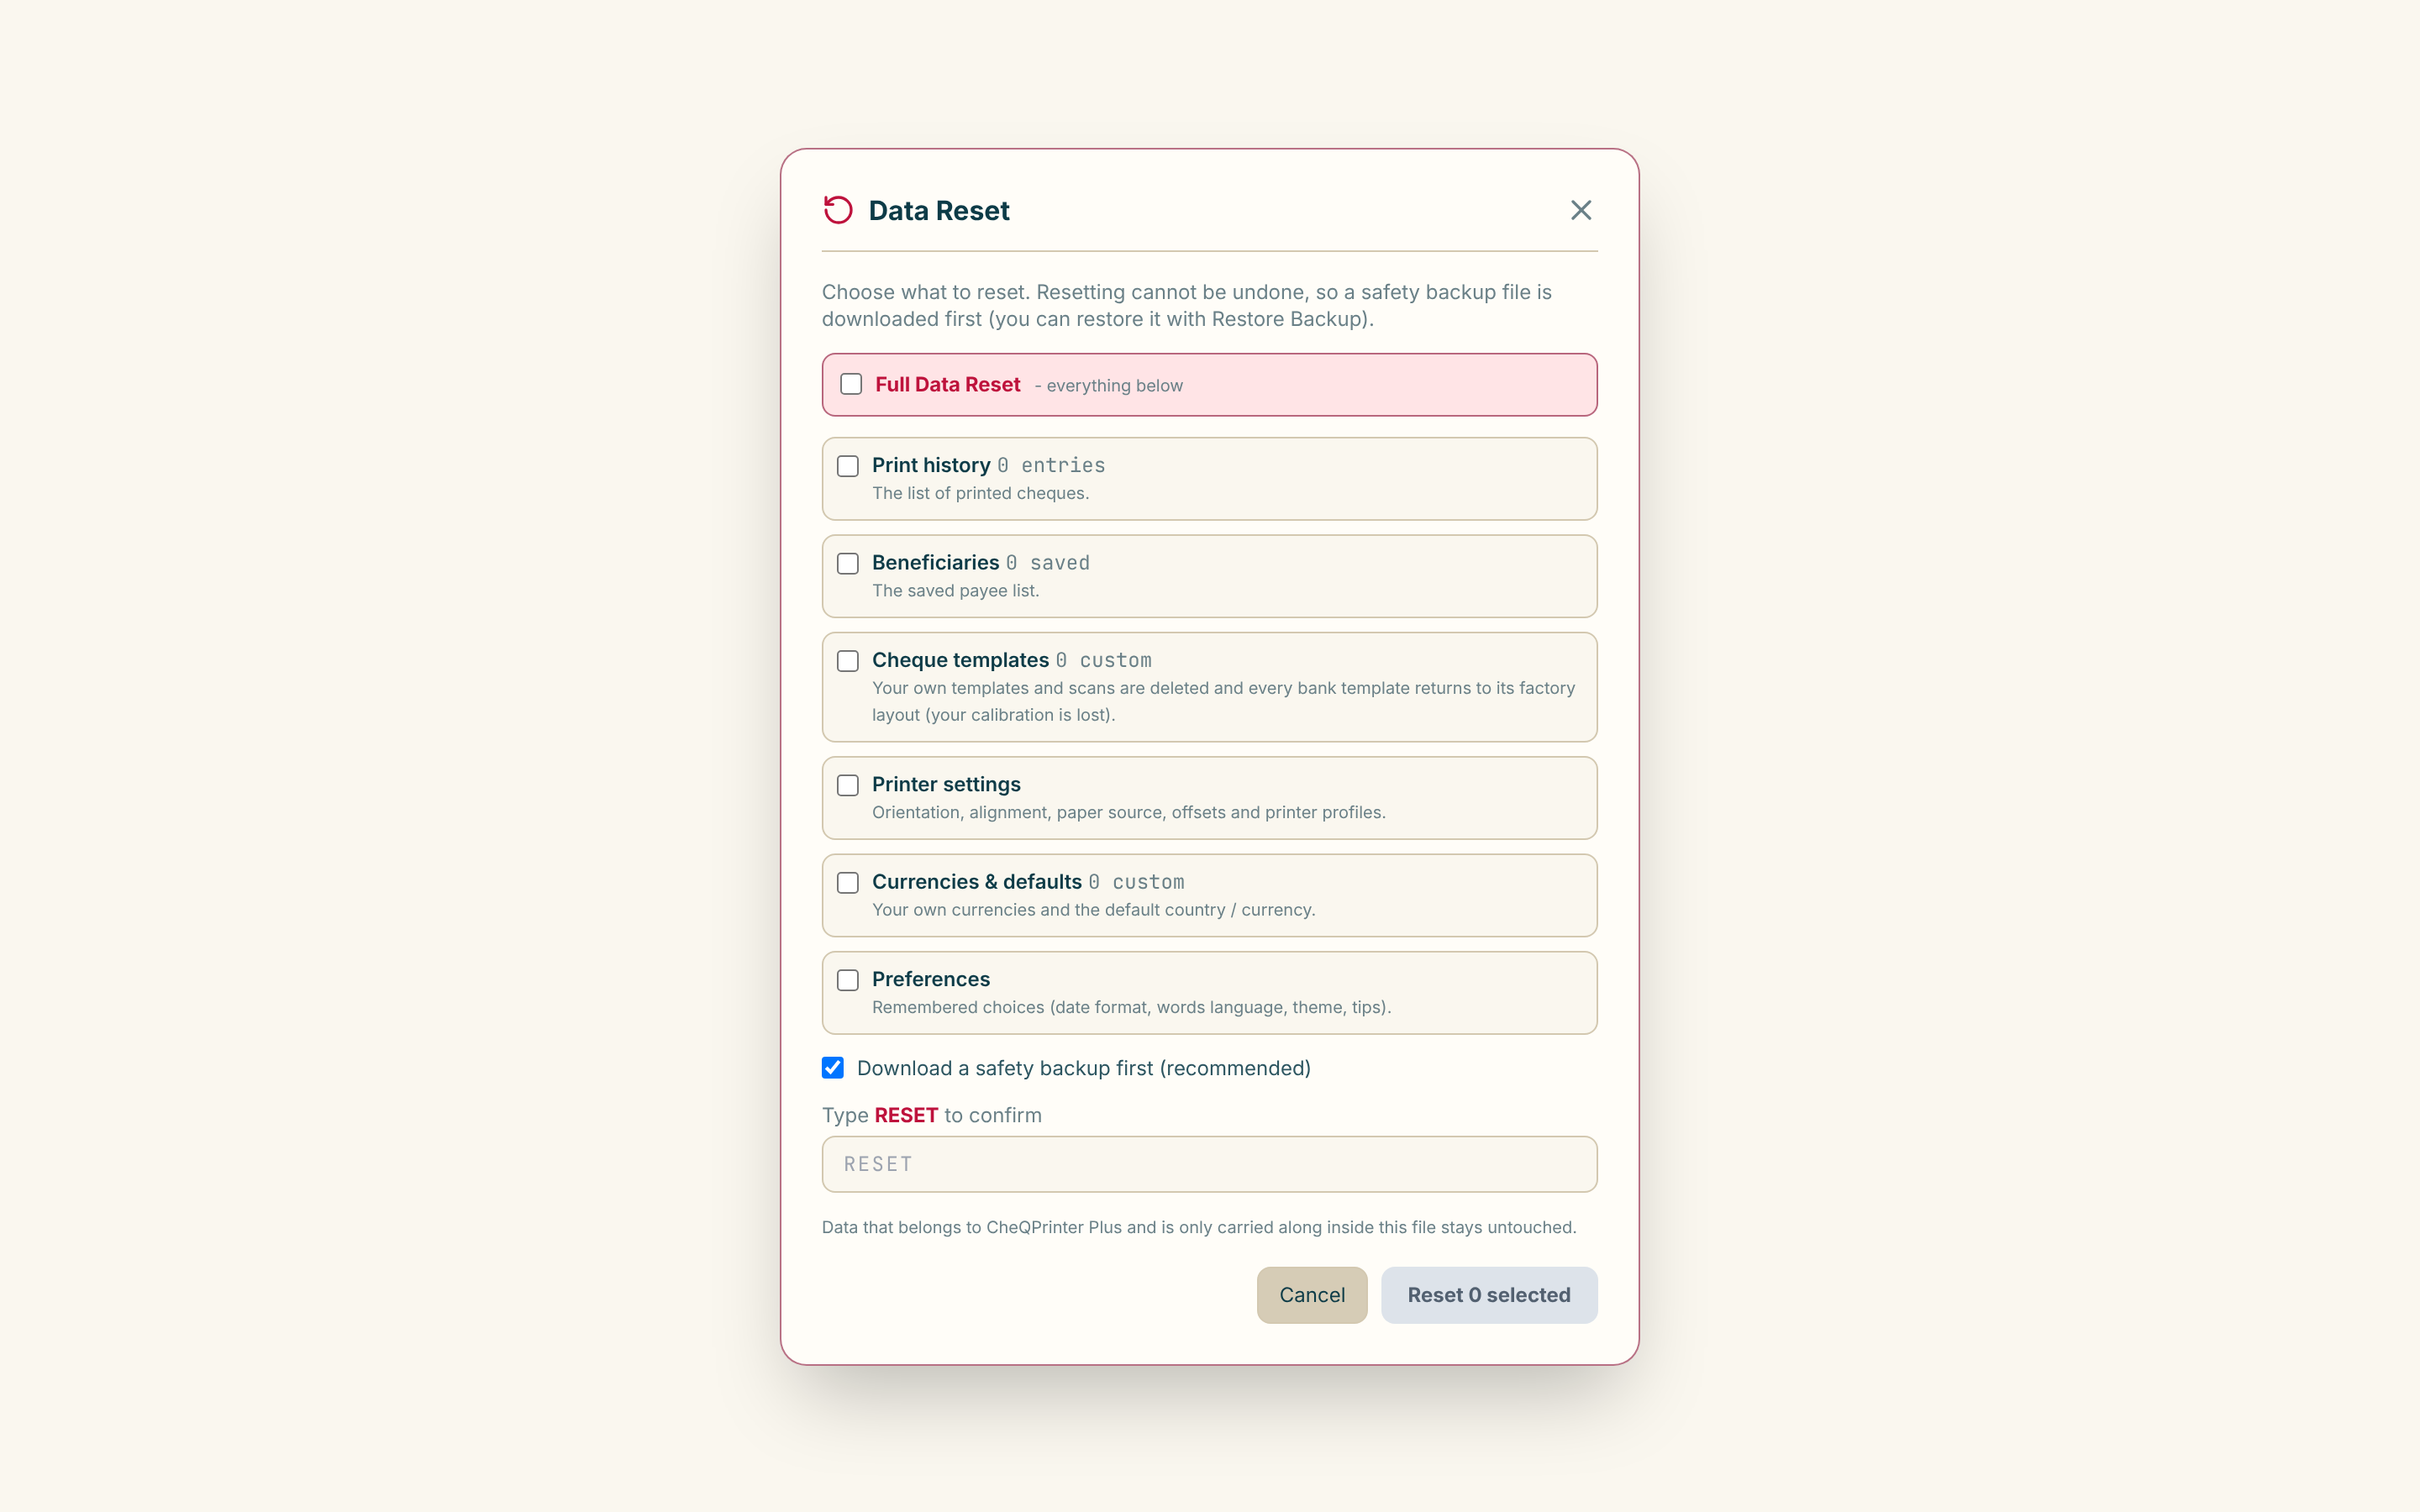 Data Reset
Choose what to reset. Resetting cannot be undone, so a safety backup file is
downloaded first (you can restore it with Restore Backup).
Full Data Reset - everything below
Print history 0 entries
The list of printed cheques.
Beneficiaries 0 saved
The saved payee list.
Cheque templates 0 custom
Your own templates and scans are deleted and every bank template returns to its factory
layout (your calibration is lost).
Printer settings
Orientation, alignment, paper source, offsets and printer profiles.
Currencies & defaults 0 custom
Your own currencies and the default country / currency.
Preferences
Remembered choices (date format, words language, theme, tips).
Download a safety backup first (recommended)
Type RESET to confirm
RESET
Data that belongs to CheQPrinter Plus and is only carried along inside this file stays untouched.
Cancel
Reset 0 selected